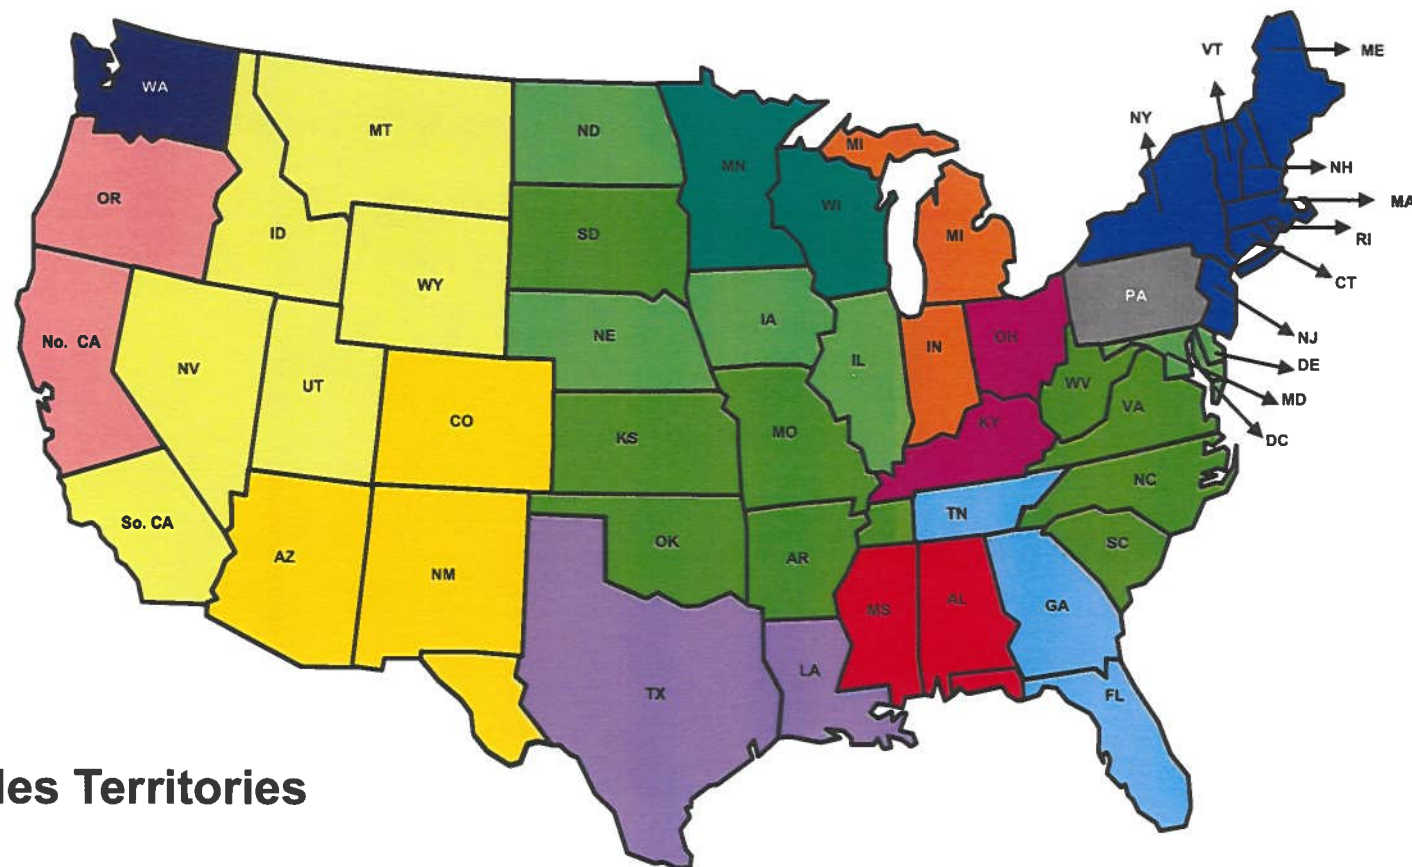 VT
ME
WA
NY
MT
ND
MN
MI
NH
OR
WI
MA
ID
SD
MI
RI
WY
CT
PA
IA
NE
OH
No. CA
IN
NJ
IL
DE
NV
UT
WV
MD
VA
CO
KY
DC
KS
MO
NC
TN
So. CA
OK
SC
AZ
AR
NM
AL
GA
MS
LA
TX
FL
les Territories